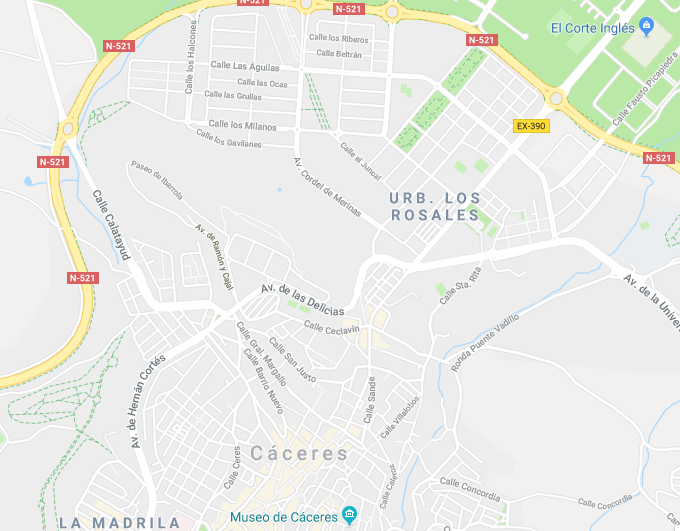 N-521
N-521
N-521
El Corte Inglés
Calle los Halcones
Calle los Riberos
Calle Beltrán
Calle Las Águilas
Calle las Ocas
Calle las Grullas
Calle Fausto Picapiedra
Calle los Milanos
EX-390
Calle los Gavilanes
Calle el Juncal
N-521
N-521
Paseo de Ibarrola
Av. Cordel de Merinas
URB. LOS
ROSALES
Calle Calatayud
Av. de Ramón y Cajal
N-521
Calle Sta. Rita
Av. de la Univer
Av. de las Delicias
Calle Ceclavín
Ronda Puente Vadillo
Calle Gral. Margallo
Calle San Justo
Calle Barrio Nuevo
Av. de Hernán Cortés
Calle Sande
Calle Villalobos
Cáceres
Calle Ceres
Calle Caleros
Calle Concordia
Calle Concordia
Museo de Cáceres
LA MADRILA